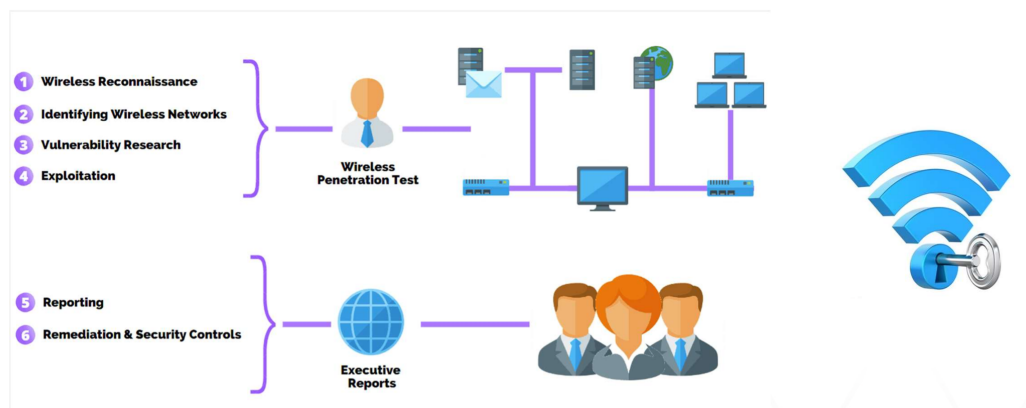 1 Wireless Reconnaissance
2 Identifying Wireless Networks
3 Vulnerability Research
4 Exploitation
Wireless
Penetration Test
5 Reporting
6 Remediation & Security Controls
Executive
Reports